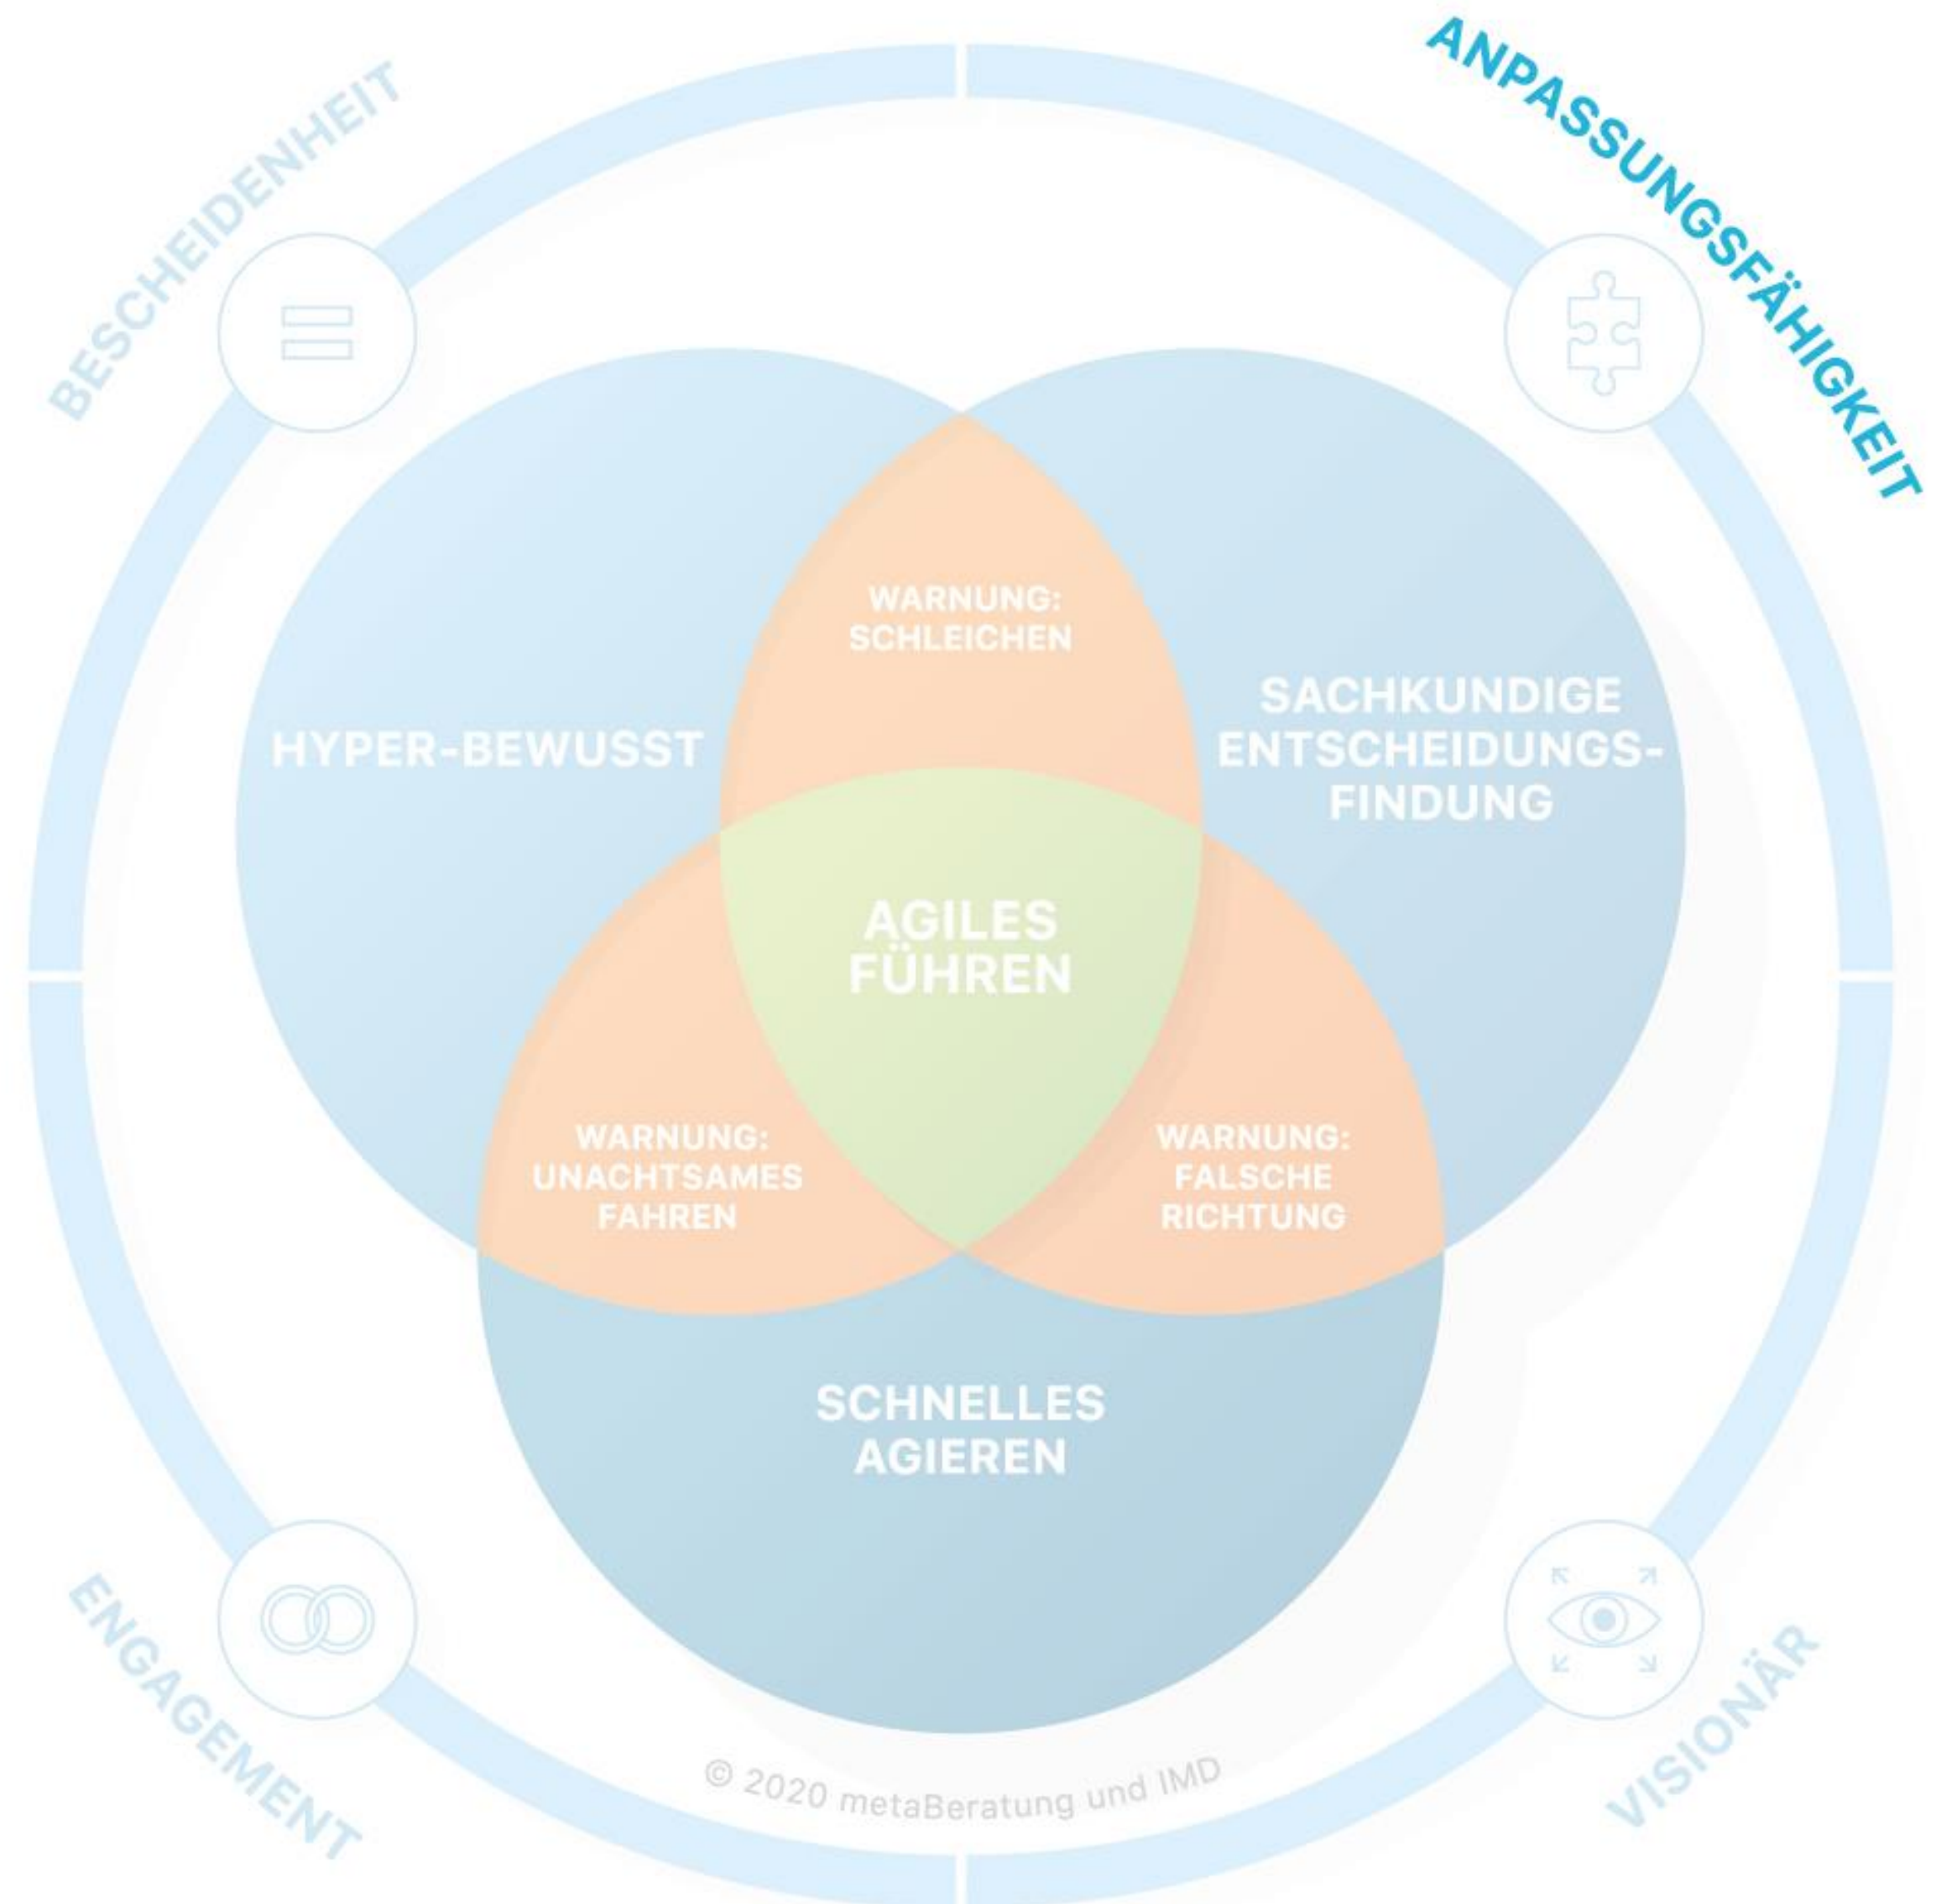 BESCHEIDENHEIT
ANPASSUNGSFÄHIGKEIT
WARNUNG:
SCHLEICHEN
HYPER-BEWUSST
SACHKUNDIGE
ENTSCHEIDUNGS-
FINDUNG
AGILES
FÜHREN
WARNUNG:
UNACHTSAMES
FAHREN
WARNUNG:
FALSCHE
RICHTUNG
SCHNELLES
AGIEREN
ENGAGEMENT
VISIONÄR
© 2020 metaBeratung und IMD